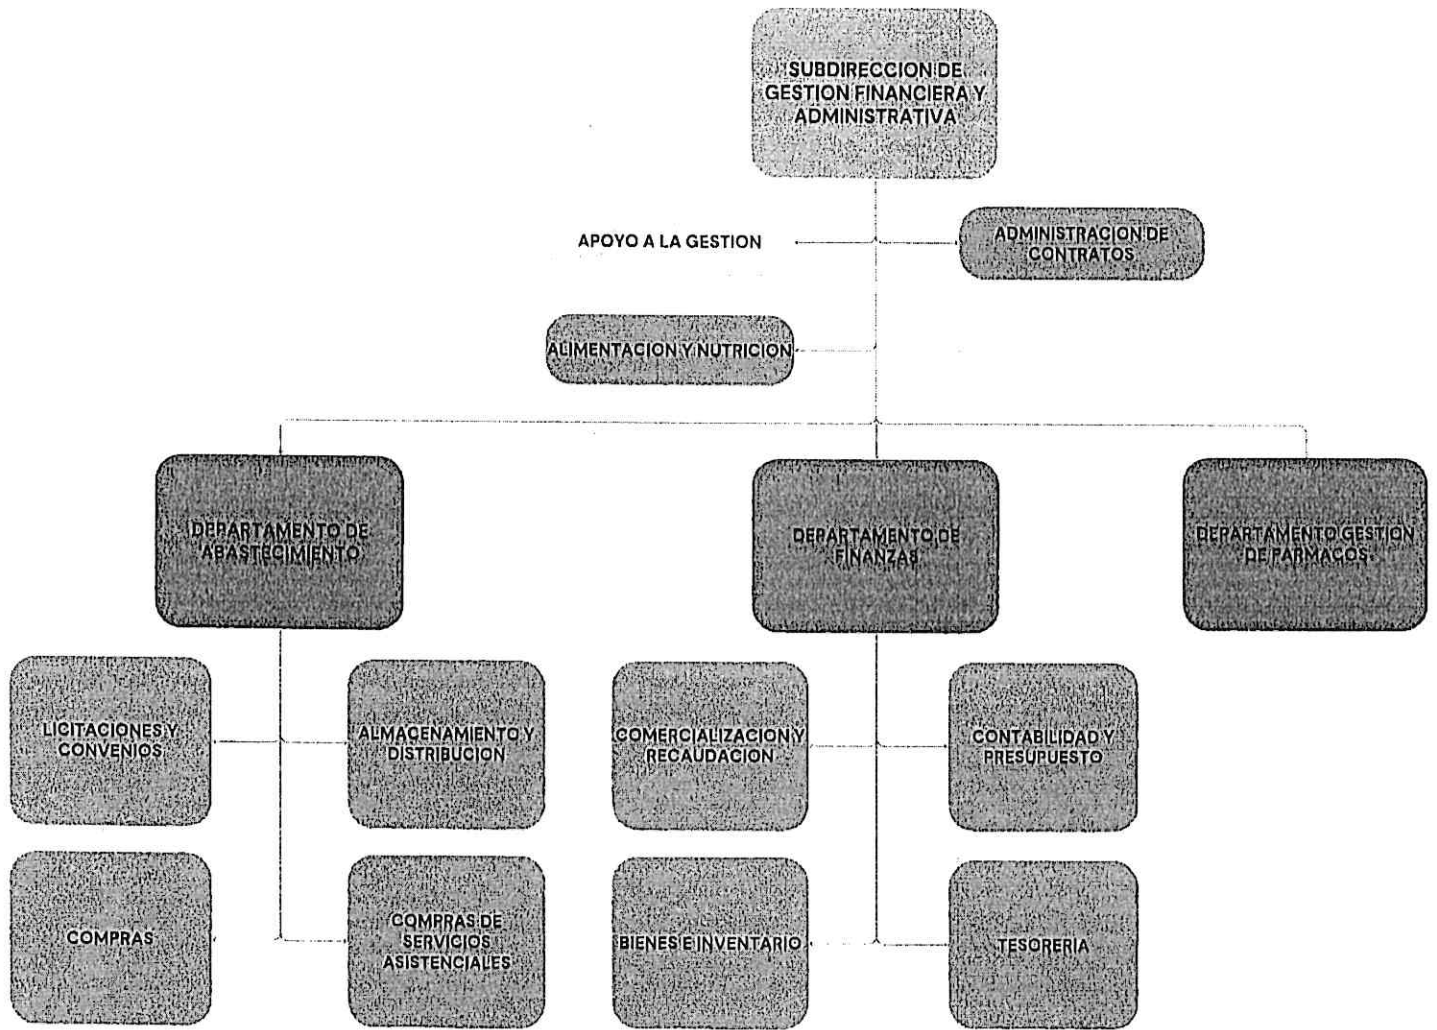 SUBDIRECCION DE
GESTION FINANCIERA Y
ADMINISTRATIVA
APOYO A LA GESTION
ADMINISTRACION DE
CONTRATOS
ALIMENTACION Y NUTRICION
DEPARTAMENTO DE
ABASTECIMIENTO
DEPARTAMENTO DE
FINANZAS
DEPARTAMENTO GESTION
DE FARMACOS
LICITACIONES Y
CONVENIOS
ALMACENAMIENTO Y
DISTRIBUCION
COMERCIALIZACION Y
RECAUDACION
CONTABILIDAD Y
PRESUPUESTO
COMPRAS
COMPRAS DE
SERVICIOS
ASISTENCIALES
BIENES E INVENTARIO
TESORERIA